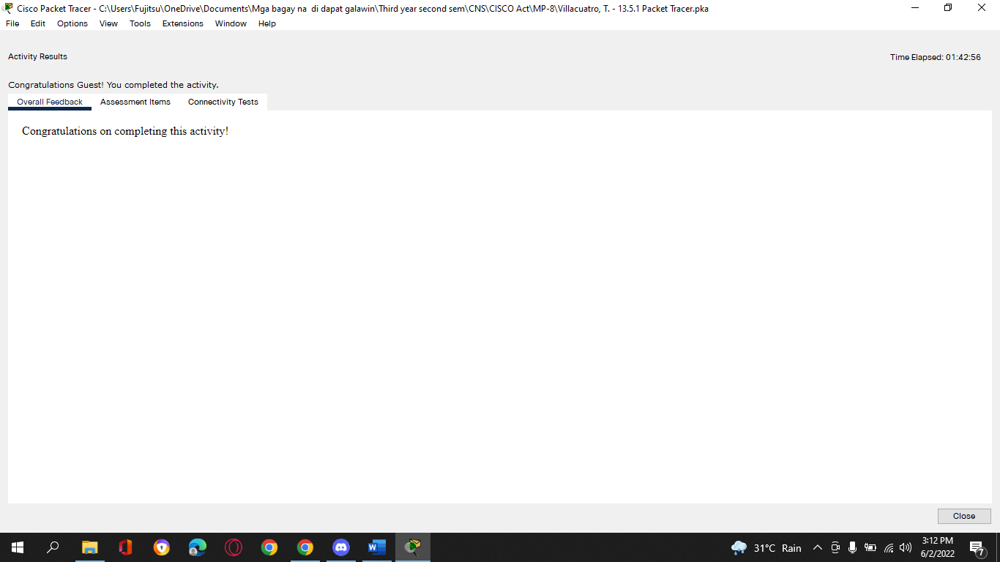 Cisco Packet Tracer - C:\Users\Fujitsu\OneDrive\Documents\Mga bagay na  di dapat galawin\Third year second sem\CNS\CISCO Act\MP-8\Villacuatro, T. - 13.5.1 Packet Tracer.pka
File Edit Options View Tools Extensions Window Help
Activity Results
Time Elapsed: 01:42:56
Congratulations Guest! You completed the activity.
Overall Feedback Assessment Items Connectivity Tests
Congratulations on completing this activity!
Close
W
31°C Rain
3:12 PM
6/2/2022
7